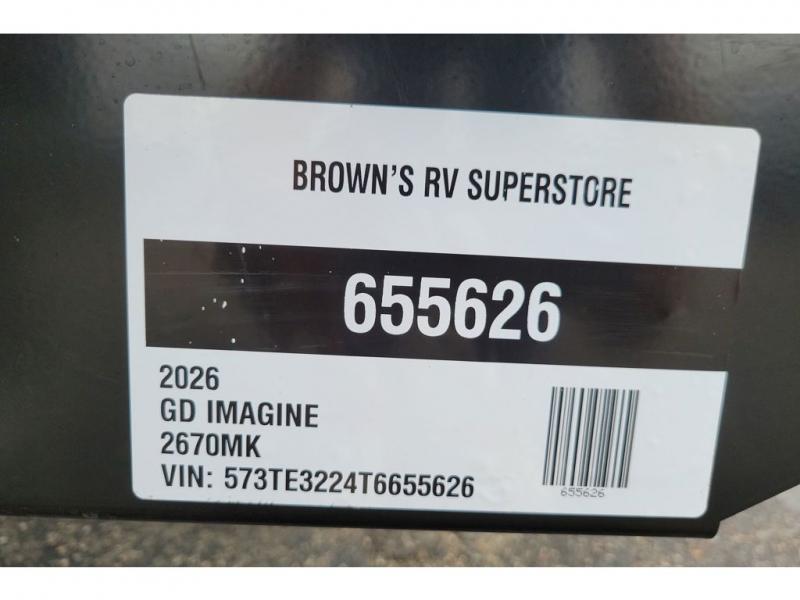 BROWN'S RV SUPERSTORE
655626
2026
GD IMAGINE
2670MK
VIN: 573TE3224T6655626
655626